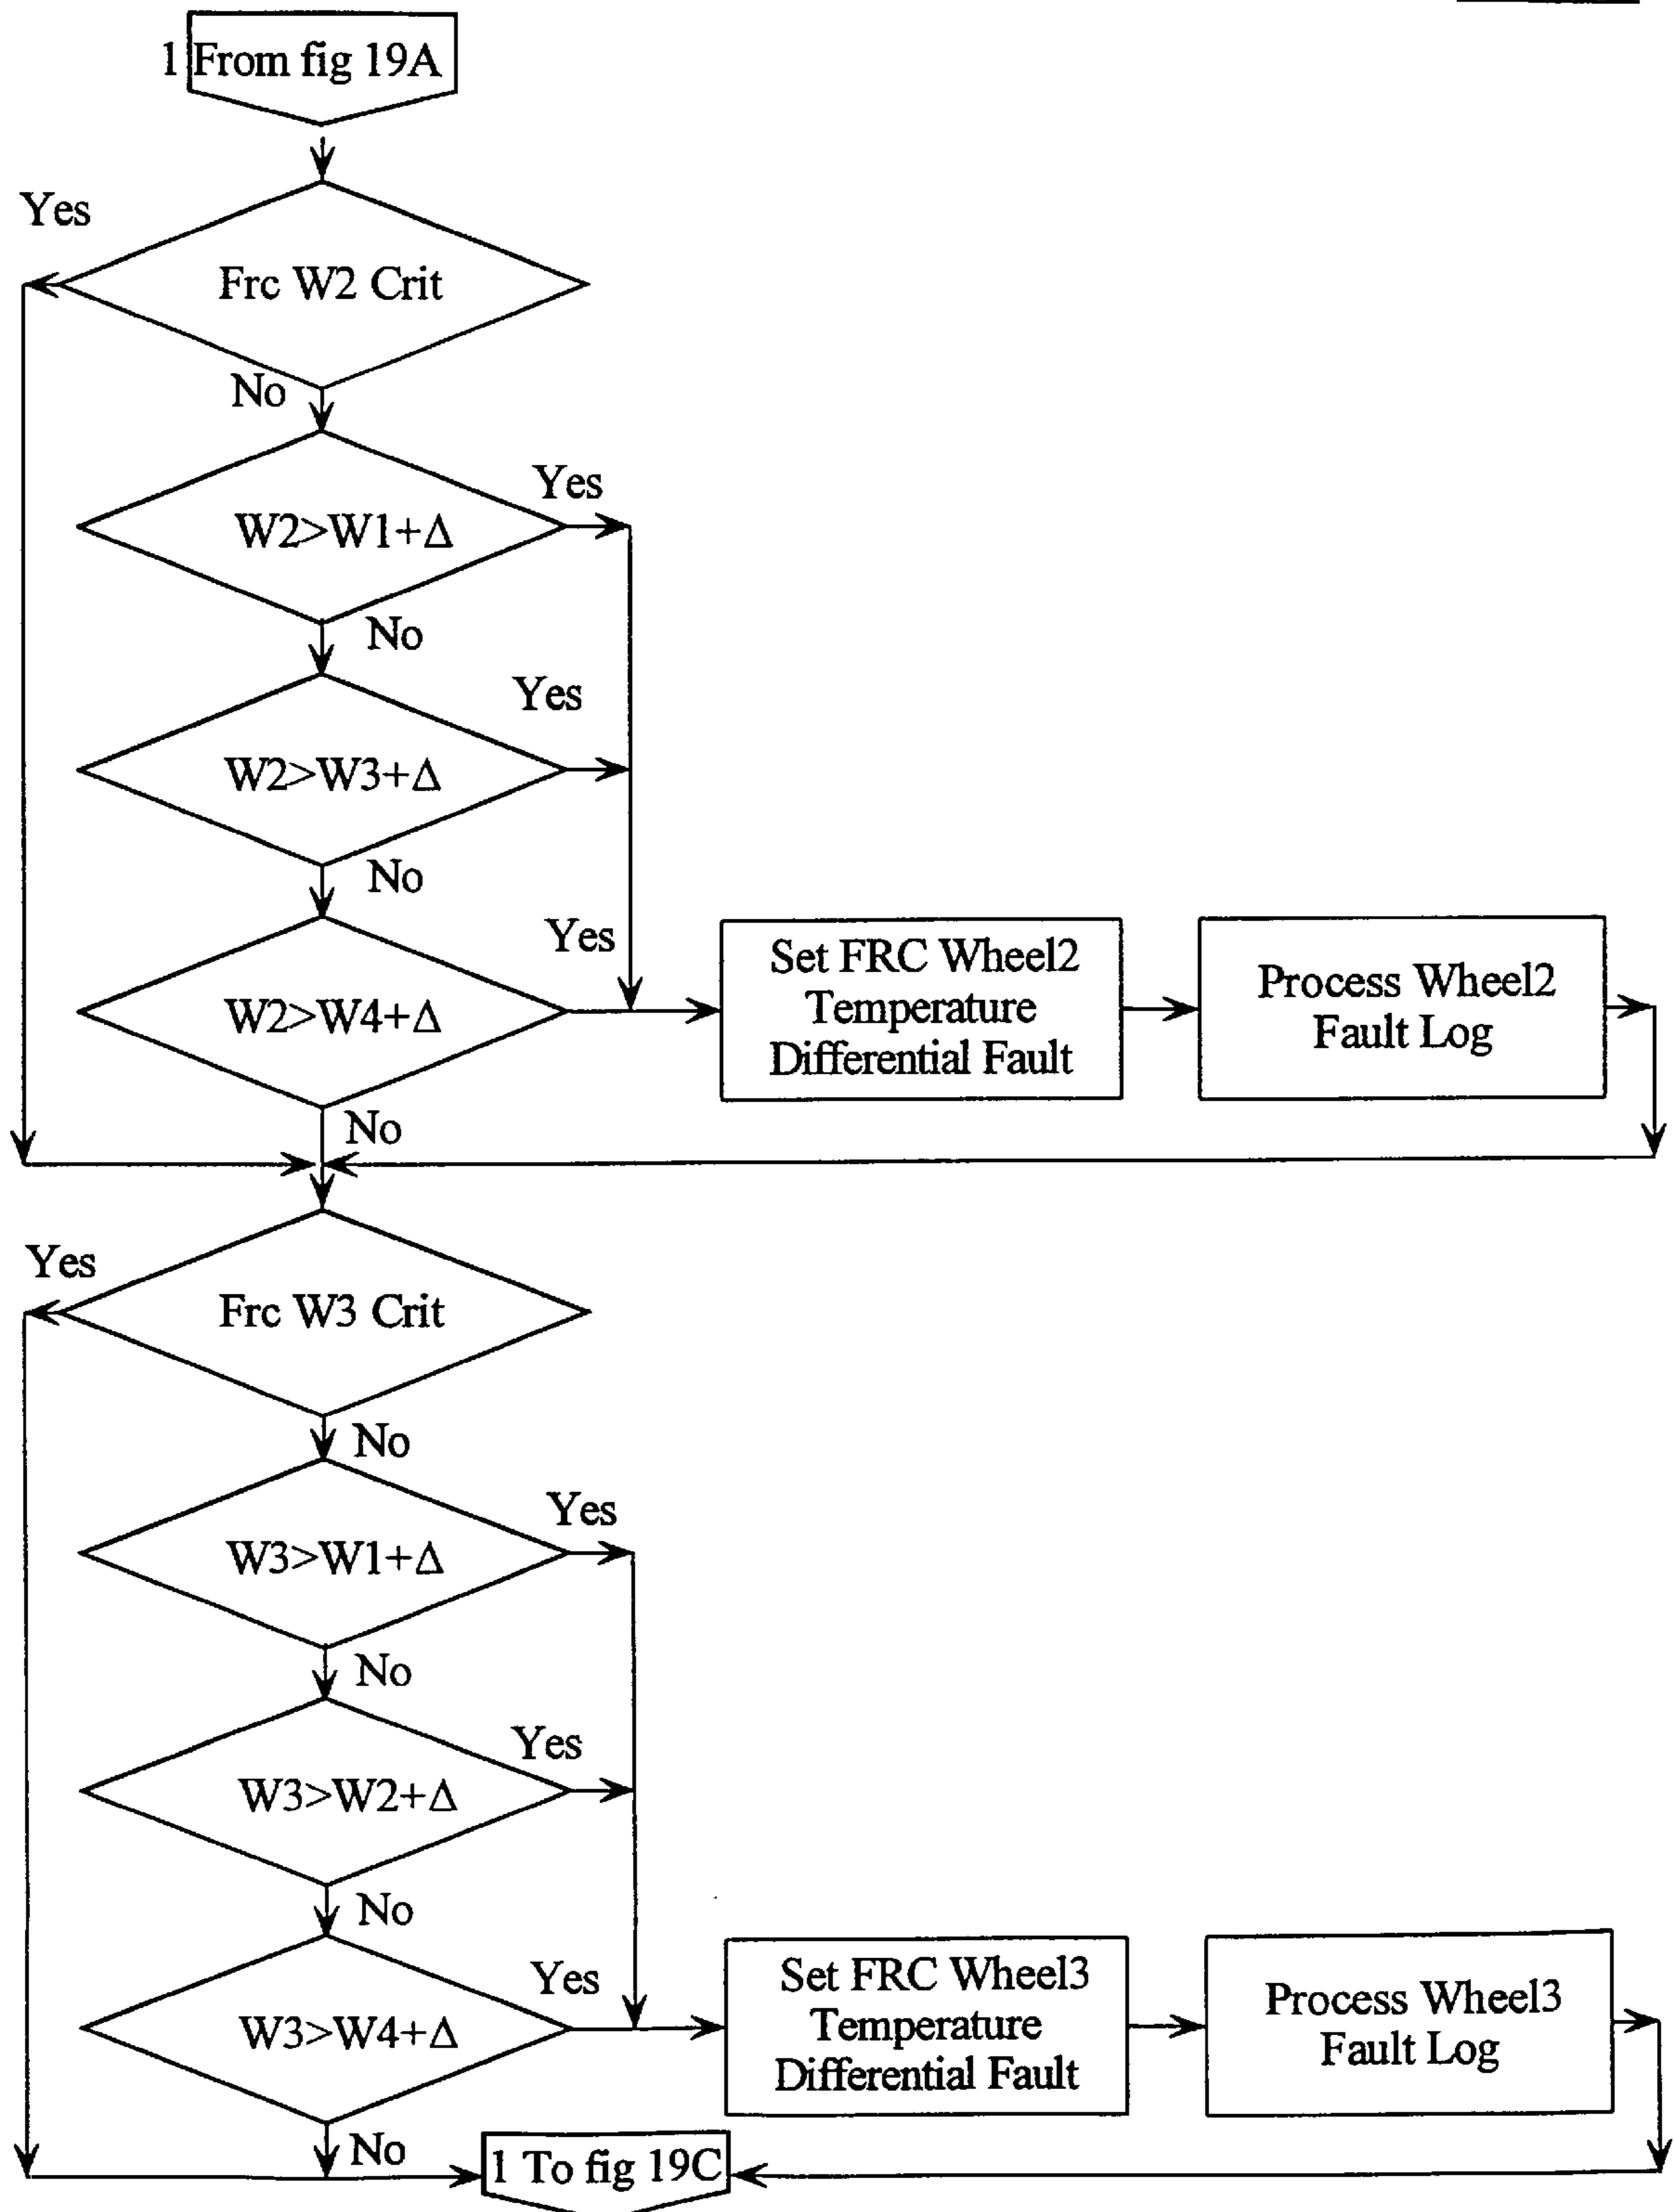 1 From fig 19A
Yes
Frc W2 Crit
No
Yes
W2>W1+Δ
No
Yes
W2>W3+Δ
No
Yes
W2>W4+Δ
Set FRC Wheel2
Temperature
Differential Fault
Process Wheel2
Fault Log
No
Yes
Frc W3 Crit
No
Yes
W3>W1+Δ
No
Yes
W3>W2+Δ
No
Yes
W3>W4+Δ
Set FRC Wheel3
Temperature
Differential Fault
Process Wheel3
Fault Log
No
1 To fig 19C